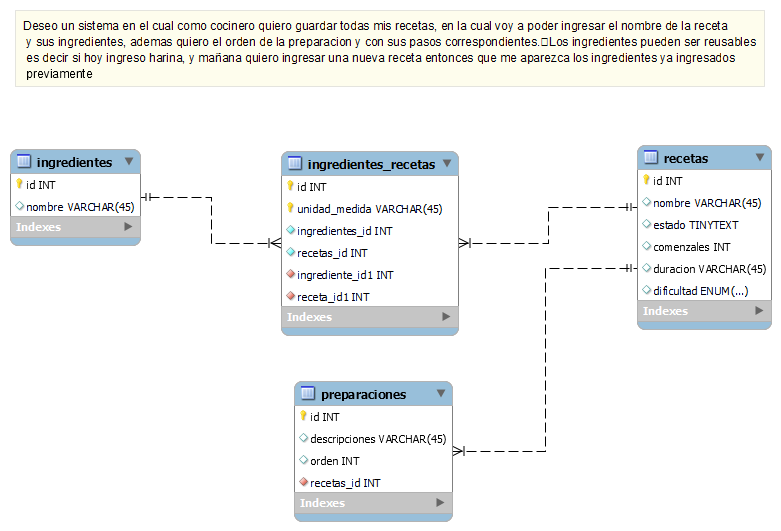 Deseo un sistema en el cual como cocinero quiero guardar todas mis recetas, en la cual voy a poder ingresar el nombre de la receta
y sus ingredientes, ademas quiero el orden de la preparacion y con sus pasos correspondientes.□Los ingredientes pueden ser reusables
es decir si hoy ingreso harina, y mañana quiero ingresar una nueva receta entonces que me aparezca los ingredientes ya ingresados
previamente
ingredientes
id INT
nombre VARCHAR(45)
Indexes
ingredientes_recetas
id INT
unidad_medida VARCHAR(45)
ingredientes_id INT
recetas_id INT
ingrediente_id1 INT
receta_id1 INT
Indexes
recetas
id INT
nombre VARCHAR(45)
estado TINYTEXT
comenzales INT
duracion VARCHAR(45)
dificultad ENUM(...)
Indexes
preparaciones
id INT
descripciones VARCHAR(45)
orden INT
recetas_id INT
Indexes